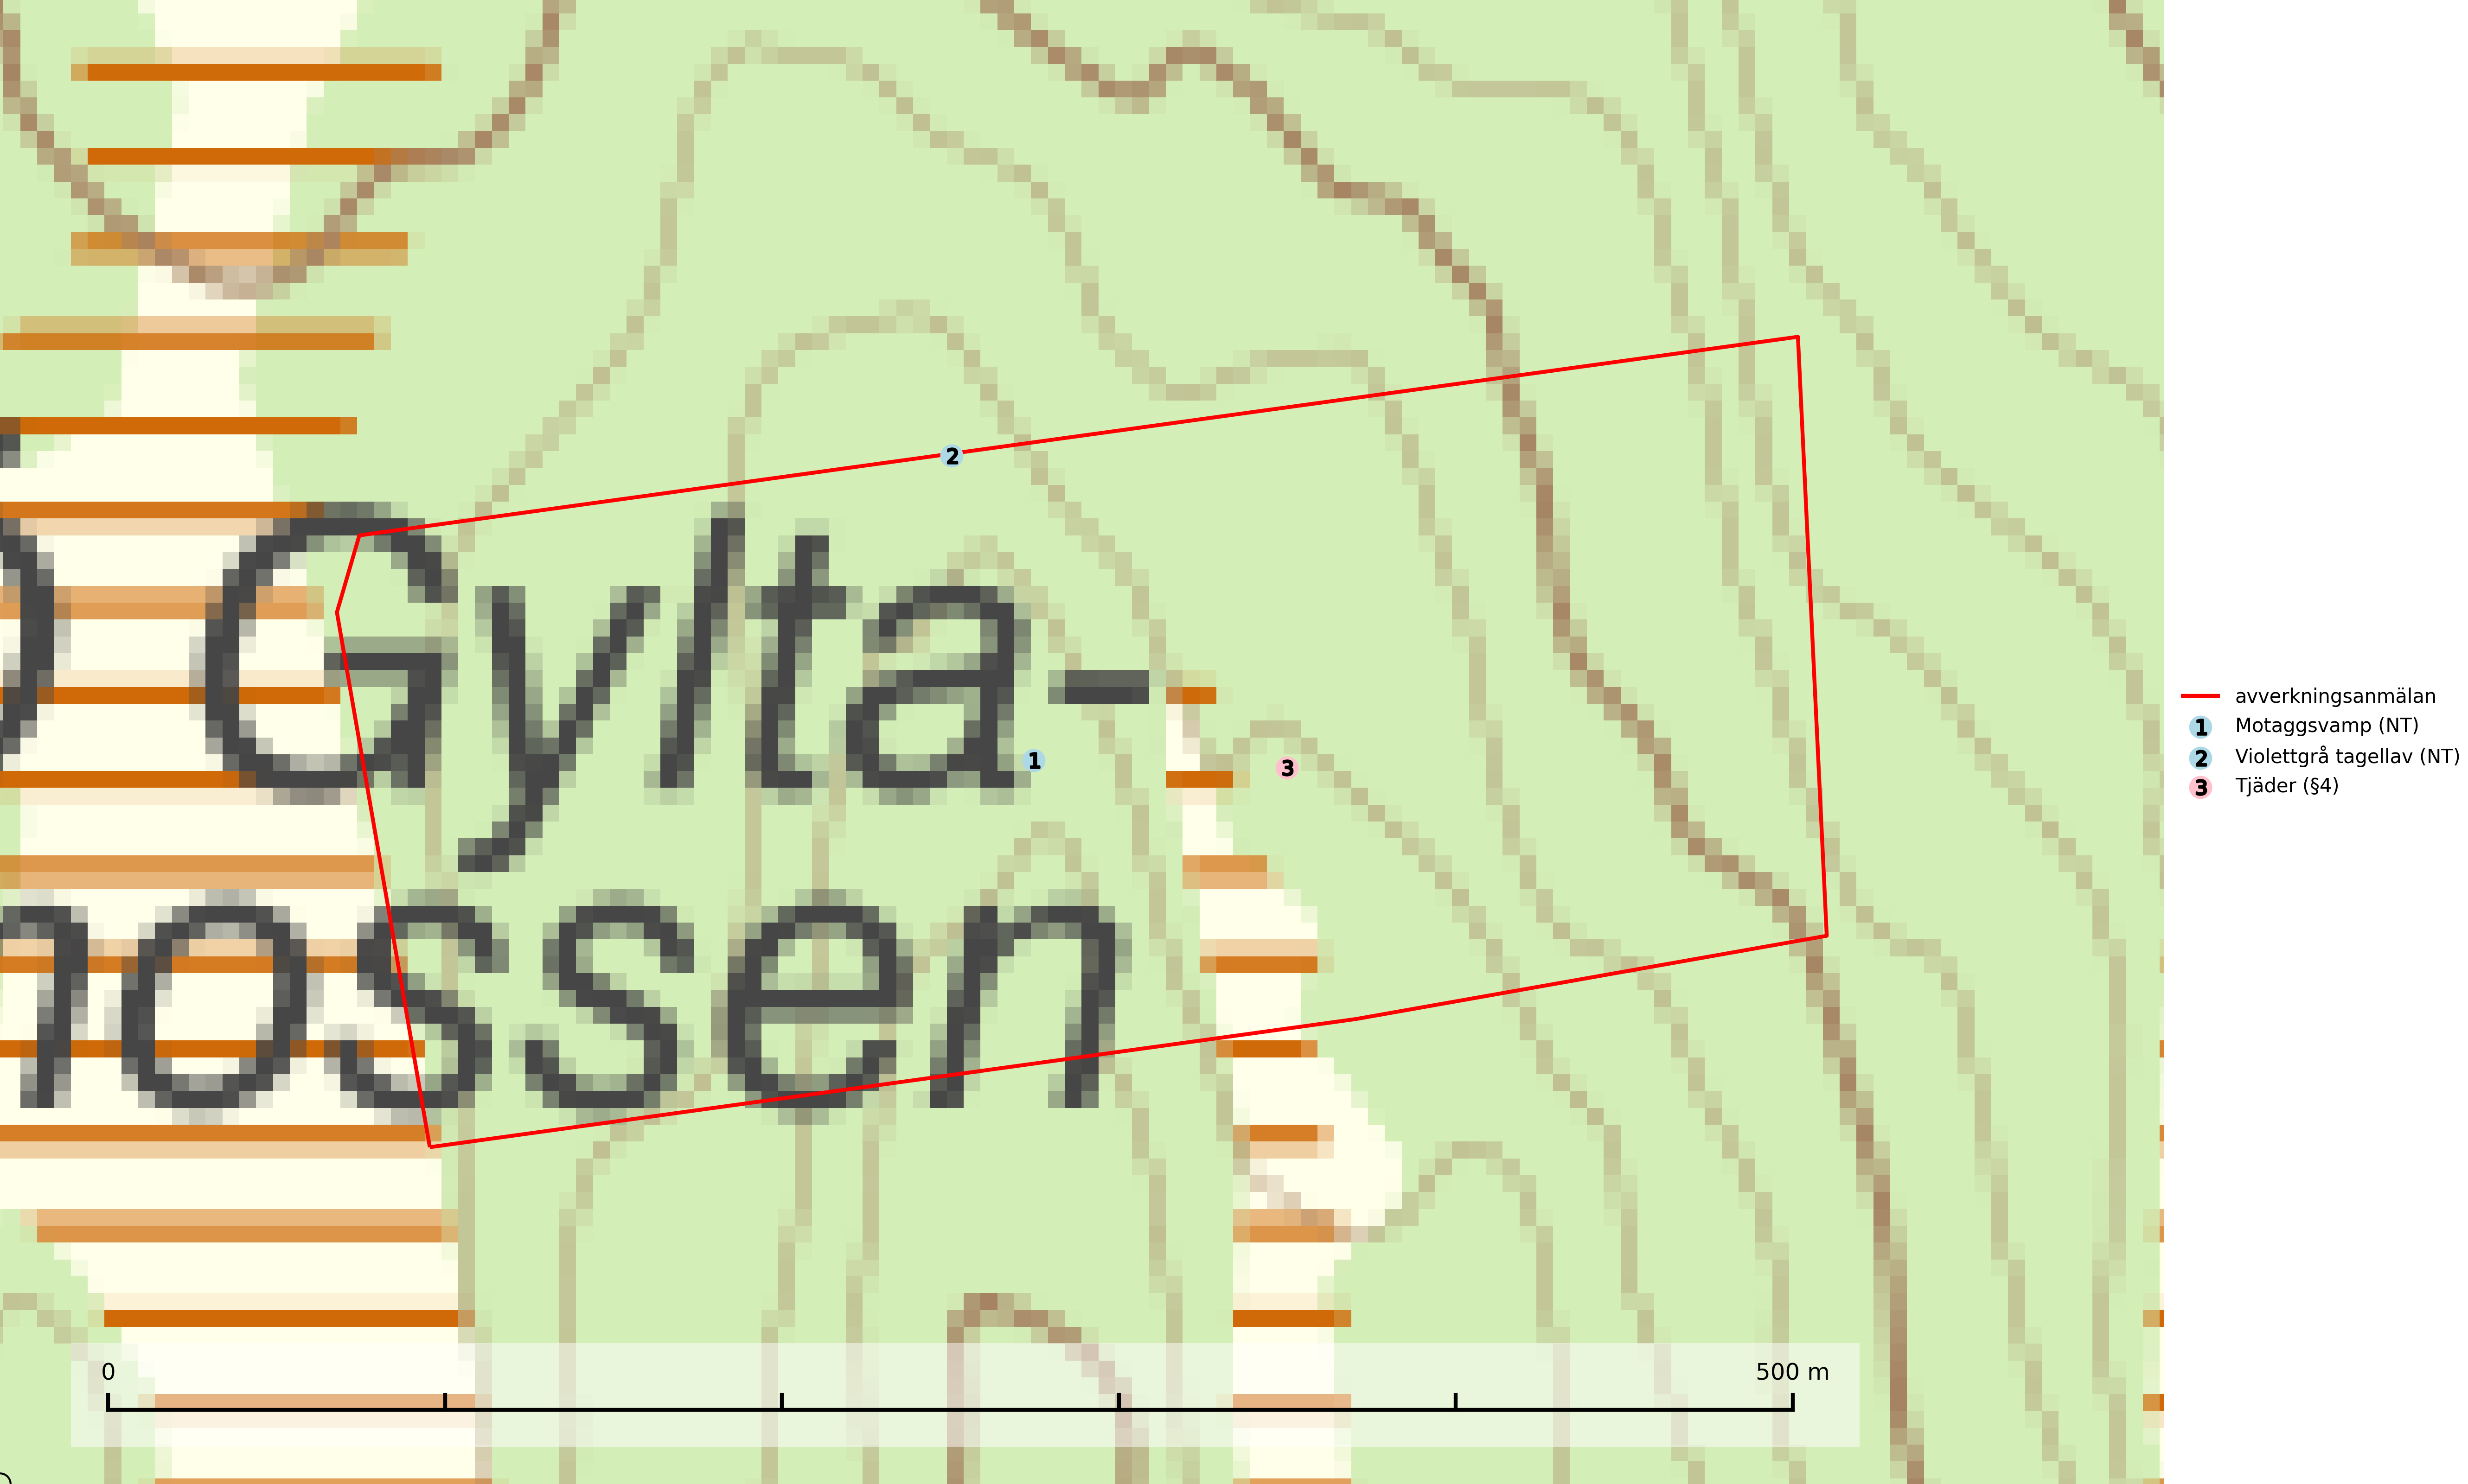 Gylta-
mossen
2
1
3
0
500 m
avverkningsanmälan
1 Motaggsvamp (NT)
2 Violettgrå tagellav (NT)
3 Tjäder (§4)